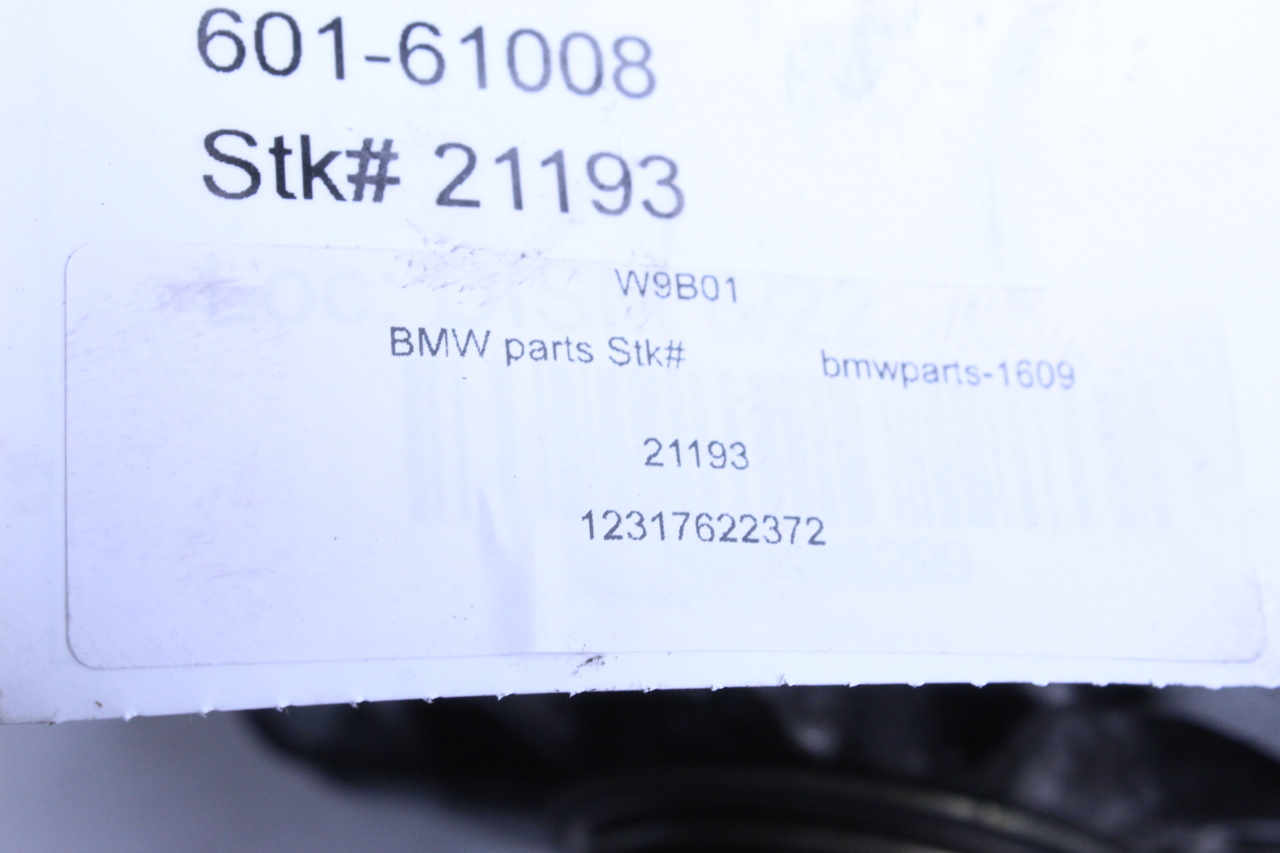 601-61008
Stk# 21193
W9B01
BMW parts Stk# bmwparts-1609
21193
12317622372